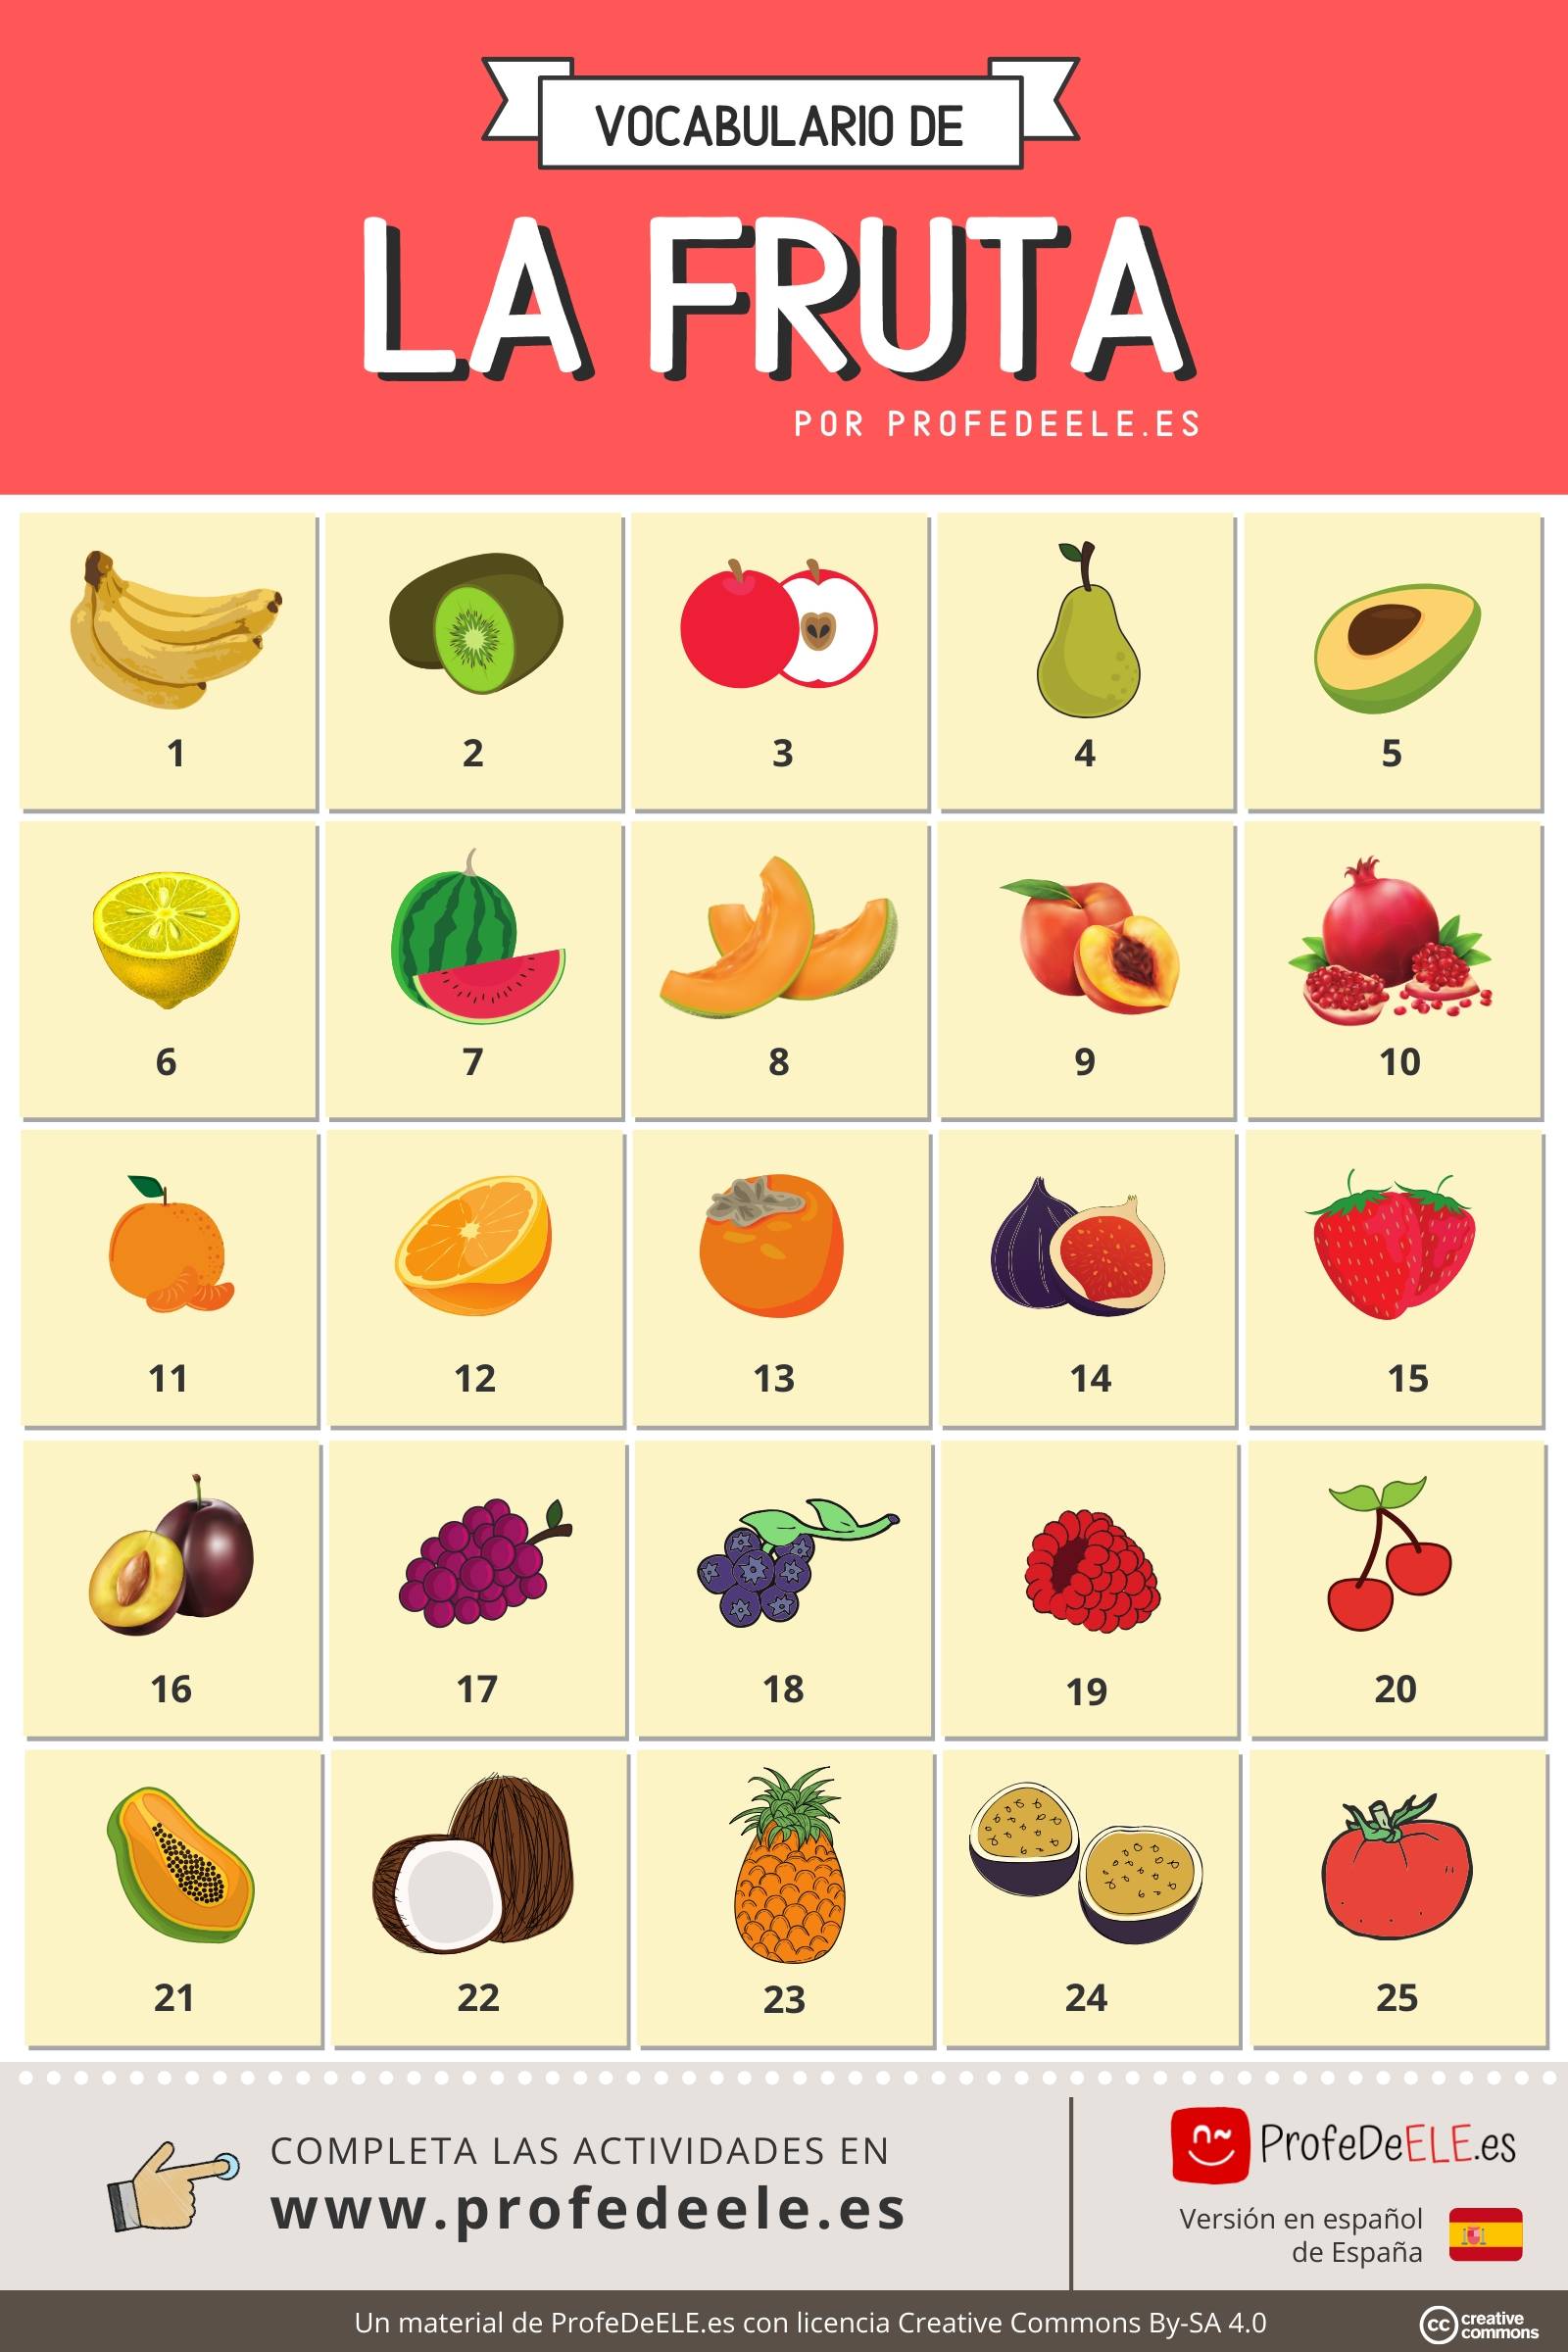 VOCABULARIO DE
LA FRUTA
POR PROFEDEELE.ES
1
2
3
4
5
6
7
8
9
10
11
12
13
14
15
16
17
18
19
20
21
22
23
24
25
COMPLETA LAS ACTIVIDADES EN
www.profedeele.es
ProfeDeELE.es
Versión en español
de España
Un material de ProfeDeELE.es con licencia Creative Commons By-SA 4.0
cc creative
commons